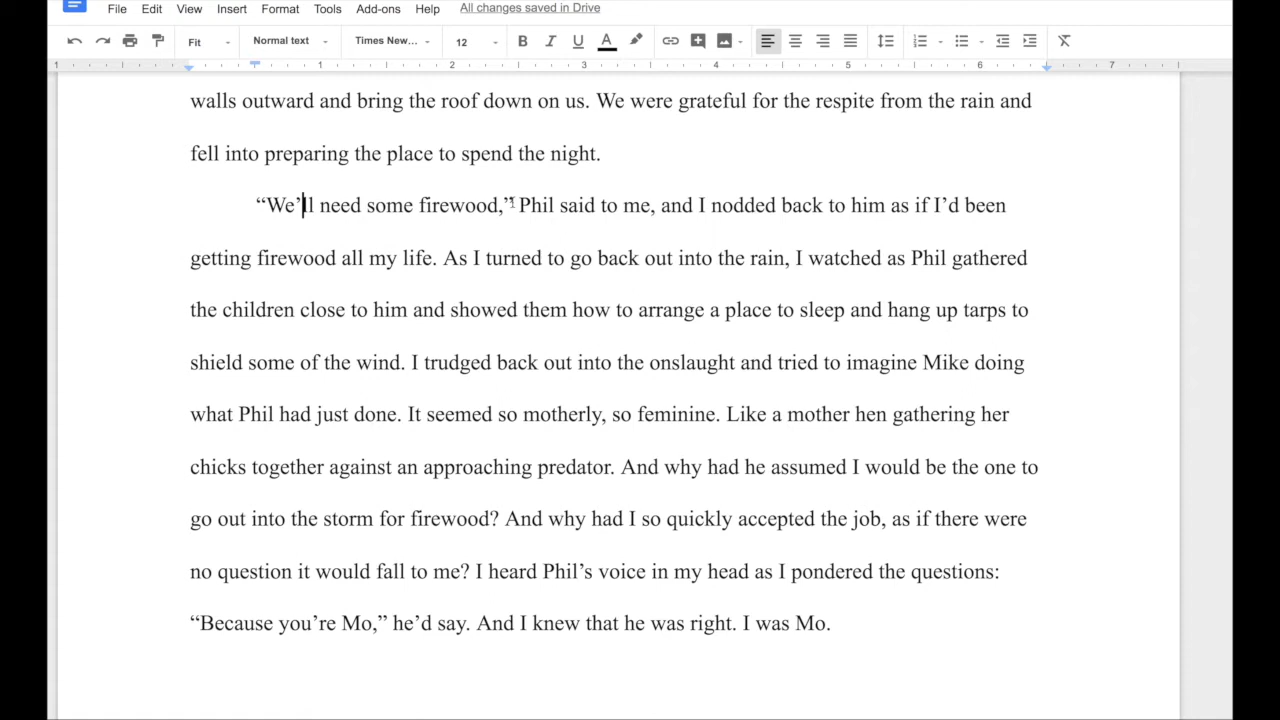 File Edit View Insert Format Tools Add-ons Help All changes saved in Drive
Fit Normal text Times New... 12 B I U A
1 1 2 3 4 5 6 7
walls outward and bring the roof down on us. We were grateful for the respite from the rain and
fell into preparing the place to spend the night.
“We’ll need some firewood,” Phil said to me, and I nodded back to him as if I’d been
getting firewood all my life. As I turned to go back out into the rain, I watched as Phil gathered
the children close to him and showed them how to arrange a place to sleep and hang up tarps to
shield some of the wind. I trudged back out into the onslaught and tried to imagine Mike doing
what Phil had just done. It seemed so motherly, so feminine. Like a mother hen gathering her
chicks together against an approaching predator. And why had he assumed I would be the one to
go out into the storm for firewood? And why had I so quickly accepted the job, as if there were
no question it would fall to me? I heard Phil’s voice in my head as I pondered the questions:
“Because you’re Mo,” he’d say. And I knew that he was right. I was Mo.